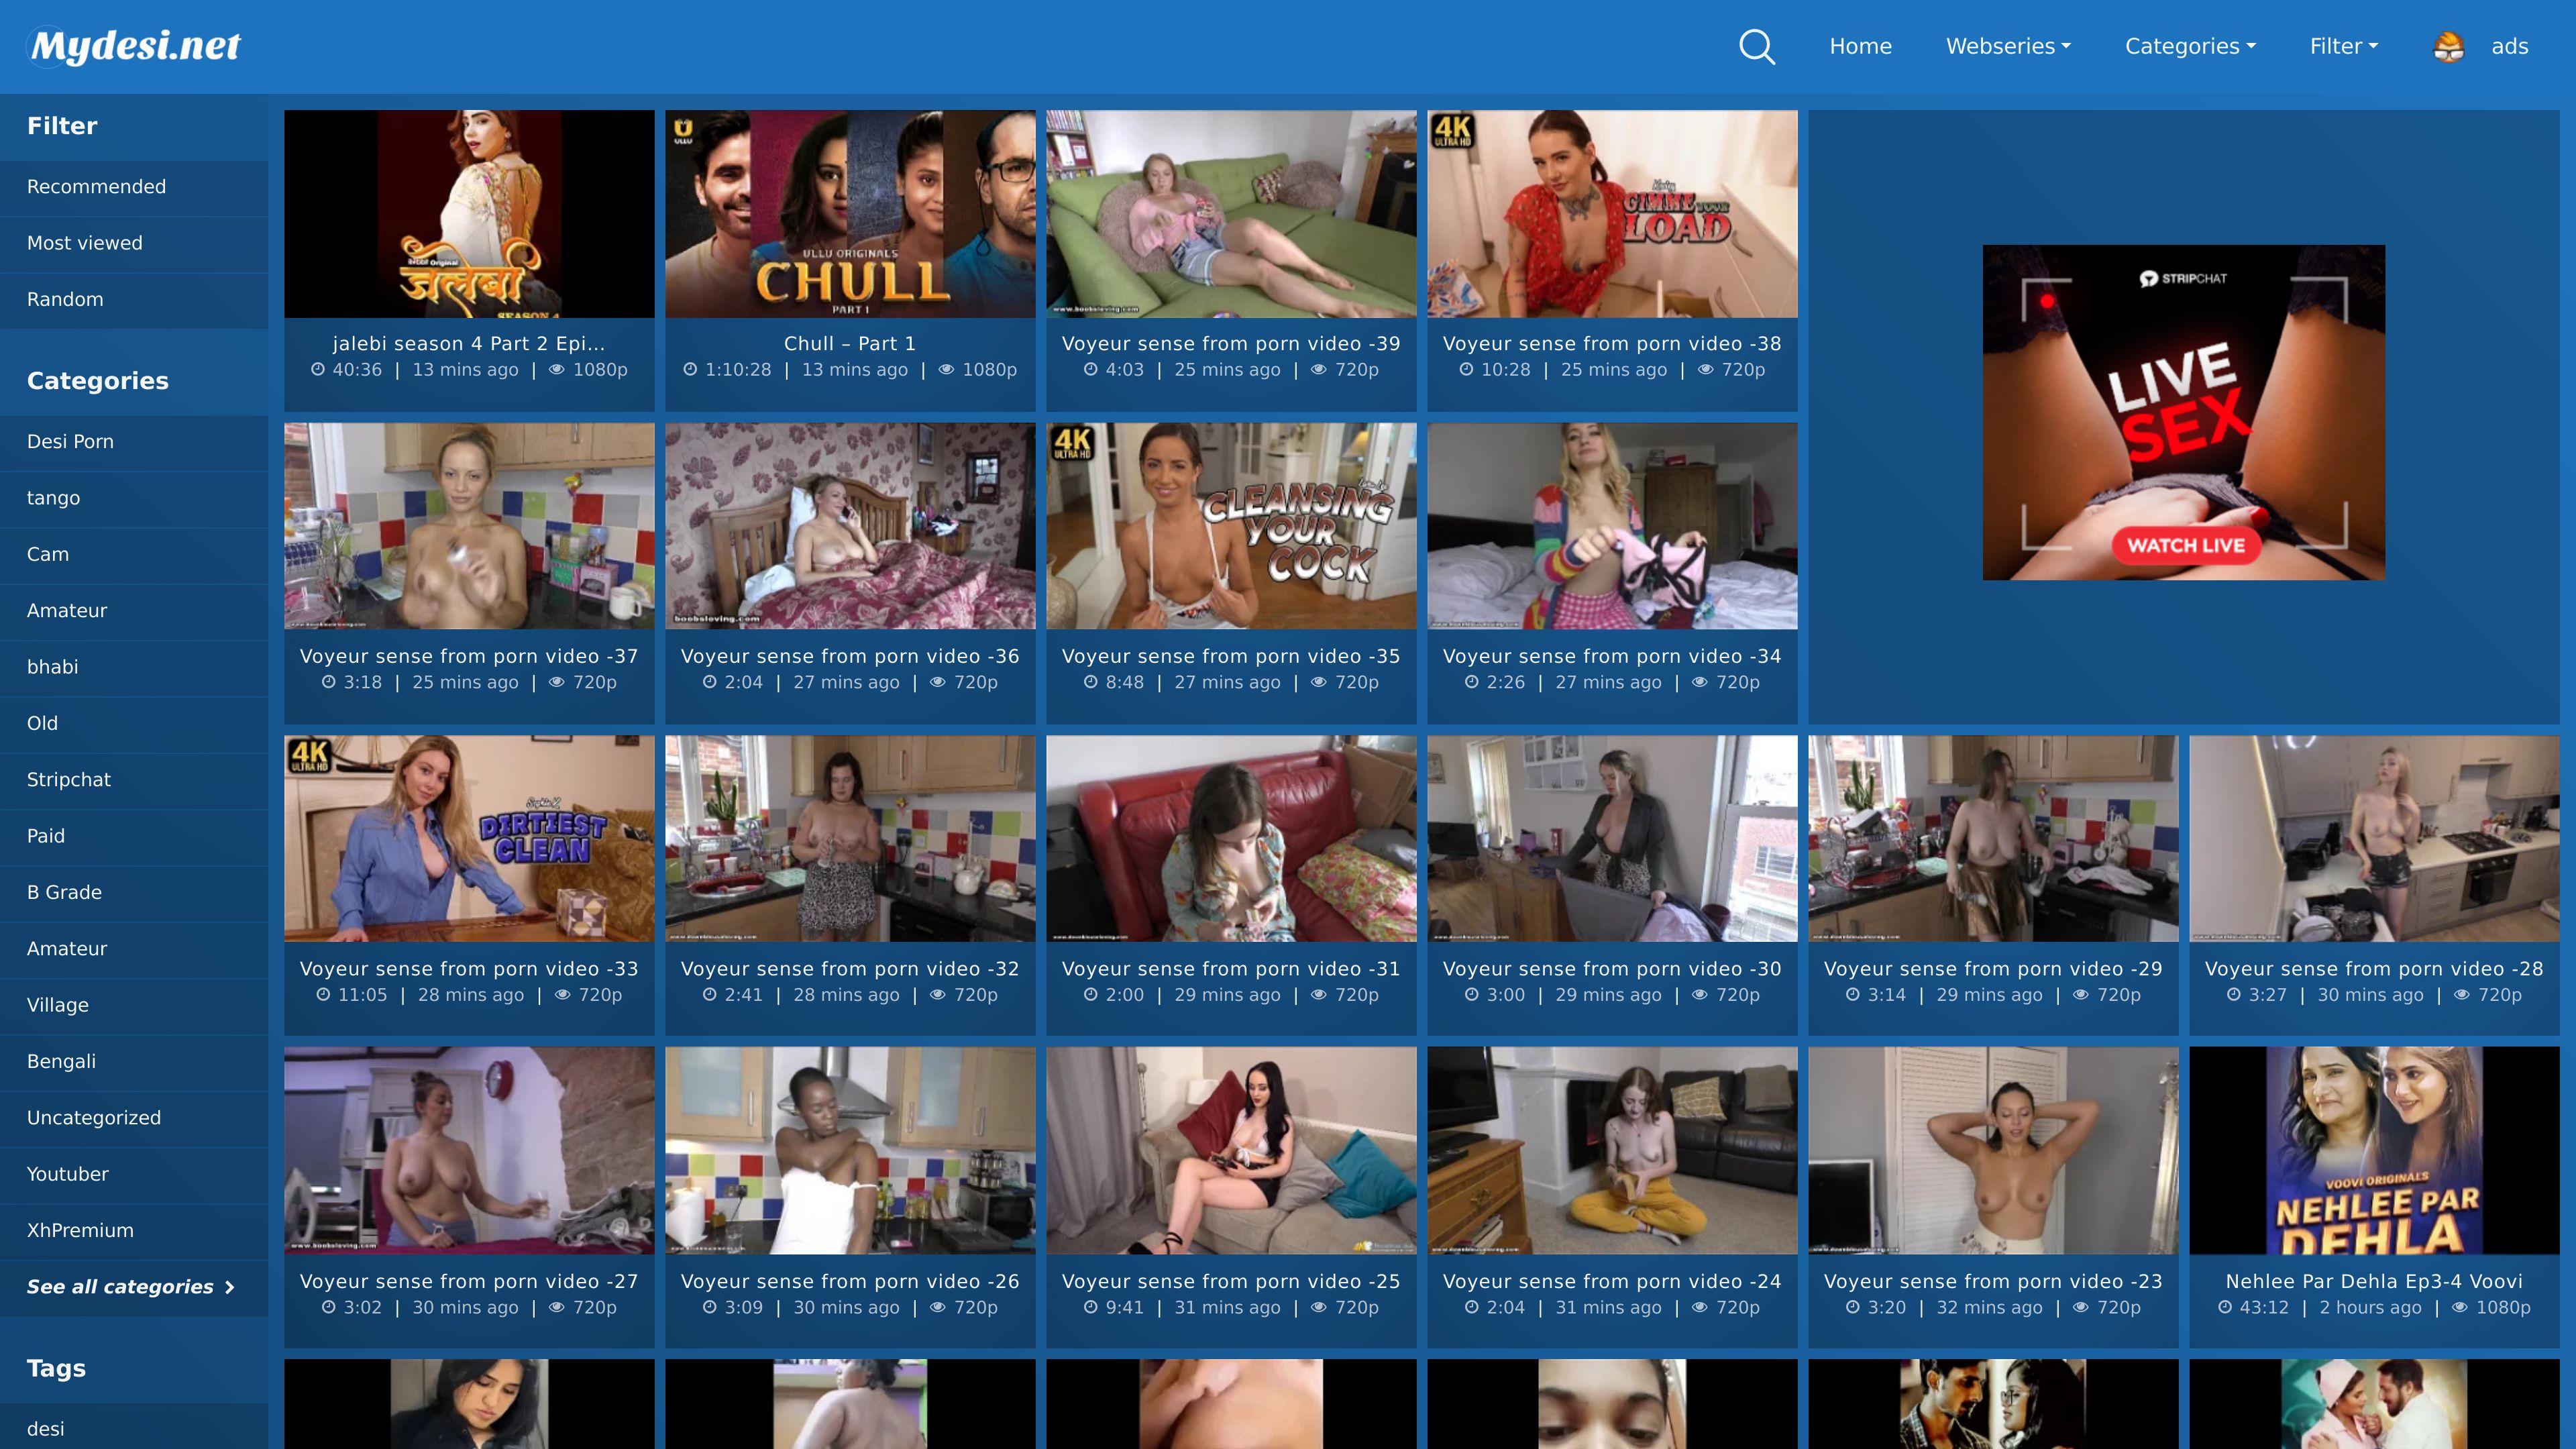 Mydesi.net
Home
Webseries
Categories
Filter
ads
Filter
Recommended
Most viewed
Random
Categories
Desi Porn
tango
Cam
Amateur
bhabi
Old
Stripchat
Paid
B Grade
Amateur
Village
Bengali
Uncategorized
Youtuber
XhPremium
See all categories
Tags
desi
जलेबी
SEASON 4
jalebi season 4 Part 2 Epi...
40:36 | 13 mins ago | 1080p
ULLU
ULLU ORIGINALS
CHULL
PART 1
Chull – Part 1
1:10:28 | 13 mins ago | 1080p
www.boobsloving.com
Voyeur sense from porn video -39
4:03 | 25 mins ago | 720p
4K
ULTRA HD
GIMME YOUR
LOAD
Voyeur sense from porn video -38
10:28 | 25 mins ago | 720p
STRIPCHAT
LIVE
SEX
WATCH LIVE
www.boobsloving.com
Voyeur sense from porn video -37
3:18 | 25 mins ago | 720p
boobsloving.com
Voyeur sense from porn video -36
2:04 | 27 mins ago | 720p
4K
ULTRA HD
CLEANSING
YOUR
COCK
Voyeur sense from porn video -35
8:48 | 27 mins ago | 720p
Voyeur sense from porn video -34
2:26 | 27 mins ago | 720p
4K
ULTRA HD
DIRTIEST
CLEAN
Voyeur sense from porn video -33
11:05 | 28 mins ago | 720p
Voyeur sense from porn video -32
2:41 | 28 mins ago | 720p
Voyeur sense from porn video -31
2:00 | 29 mins ago | 720p
Voyeur sense from porn video -30
3:00 | 29 mins ago | 720p
Voyeur sense from porn video -29
3:14 | 29 mins ago | 720p
Voyeur sense from porn video -28
3:27 | 30 mins ago | 720p
www.boobsloving.com
Voyeur sense from porn video -27
3:02 | 30 mins ago | 720p
Voyeur sense from porn video -26
3:09 | 30 mins ago | 720p
Voyeur sense from porn video -25
9:41 | 31 mins ago | 720p
Voyeur sense from porn video -24
2:04 | 31 mins ago | 720p
Voyeur sense from porn video -23
3:20 | 32 mins ago | 720p
VOOVI ORIGINALS
NEHLEE PAR
DEHLA
Nehlee Par Dehla Ep3-4 Voovi
43:12 | 2 hours ago | 1080p